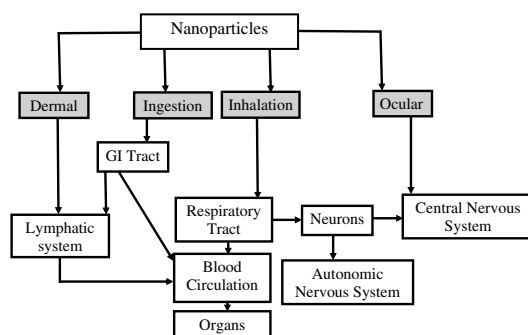 Nanoparticles
Dermal
Ingestion
Inhalation
Ocular
GI Tract
Lymphatic
system
Respiratory
Tract
Neurons
Central Nervous
System
Blood
Circulation
Autonomic
Nervous System
Organs